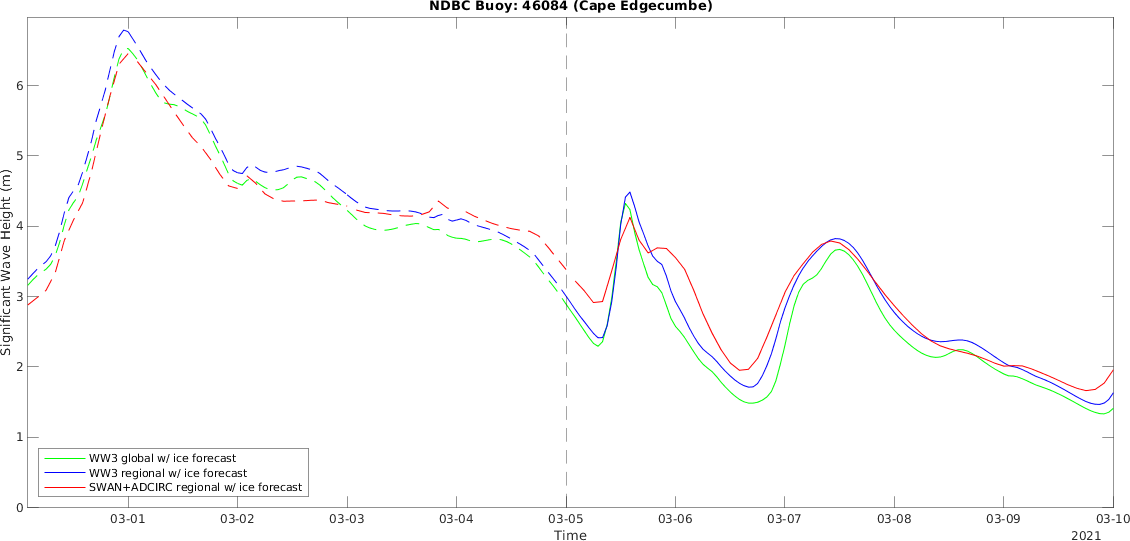 NDBC Buoy: 46084 (Cape Edgecumbe)
Significant Wave Height (m)
6
5
4
3
2
1
0
WW3 global w/ ice forecast
WW3 regional w/ ice forecast
SWAN+ADCIRC regional w/ ice forecast
03-01 03-02 03-03 03-04 03-05 03-06 03-07 03-08 03-09 03-10
Time
2021